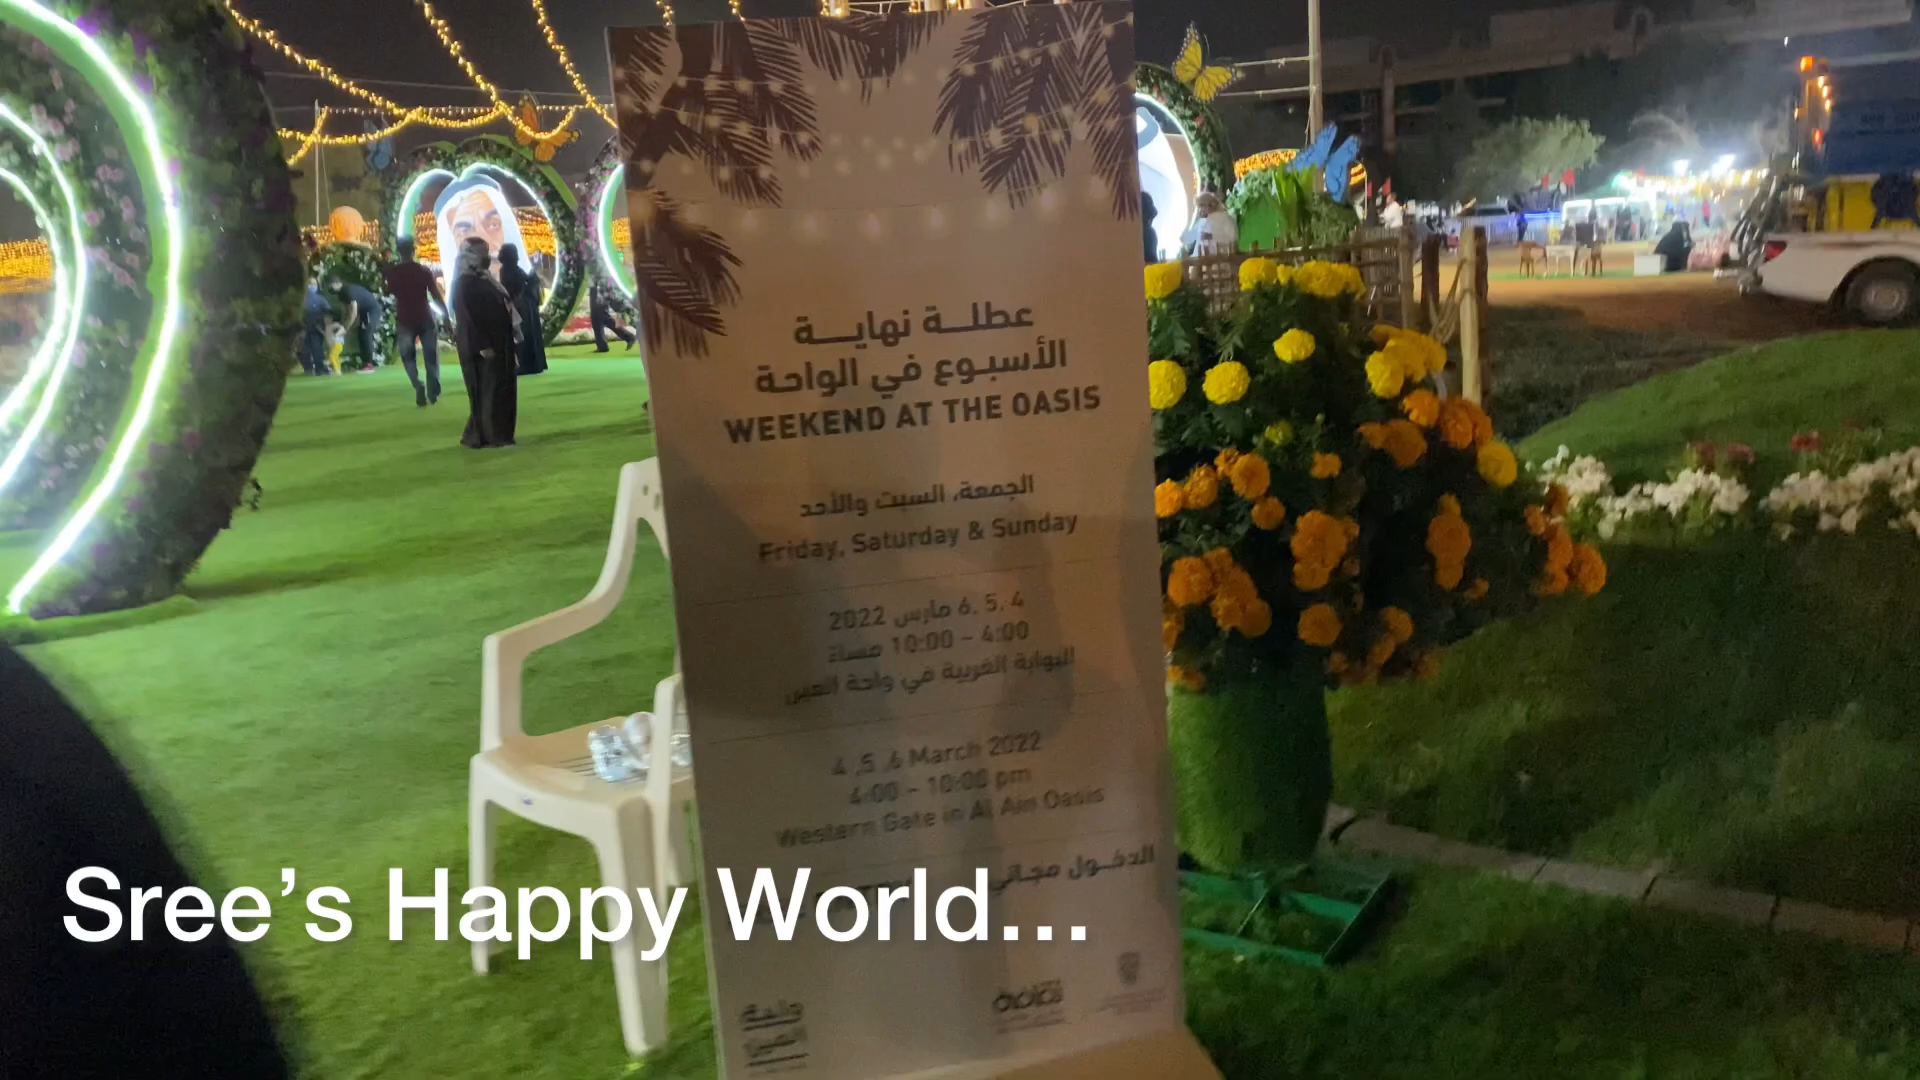 عطلة نهاية
الأسبوع في الواحة
WEEKEND AT THE OASIS
الجمعة، السبت والأحد
Friday, Saturday & Sunday
4 ،5 ،6 مارس 2022
4:00 - 10:00 مساءً
البوابة الغربية في واحة العين
4 ,5 ,6 March 2022
4:00 - 10:00 pm
Western Gate in Al Ain Oasis
الدخول مجاني
Sree's Happy World...
واحة
العين